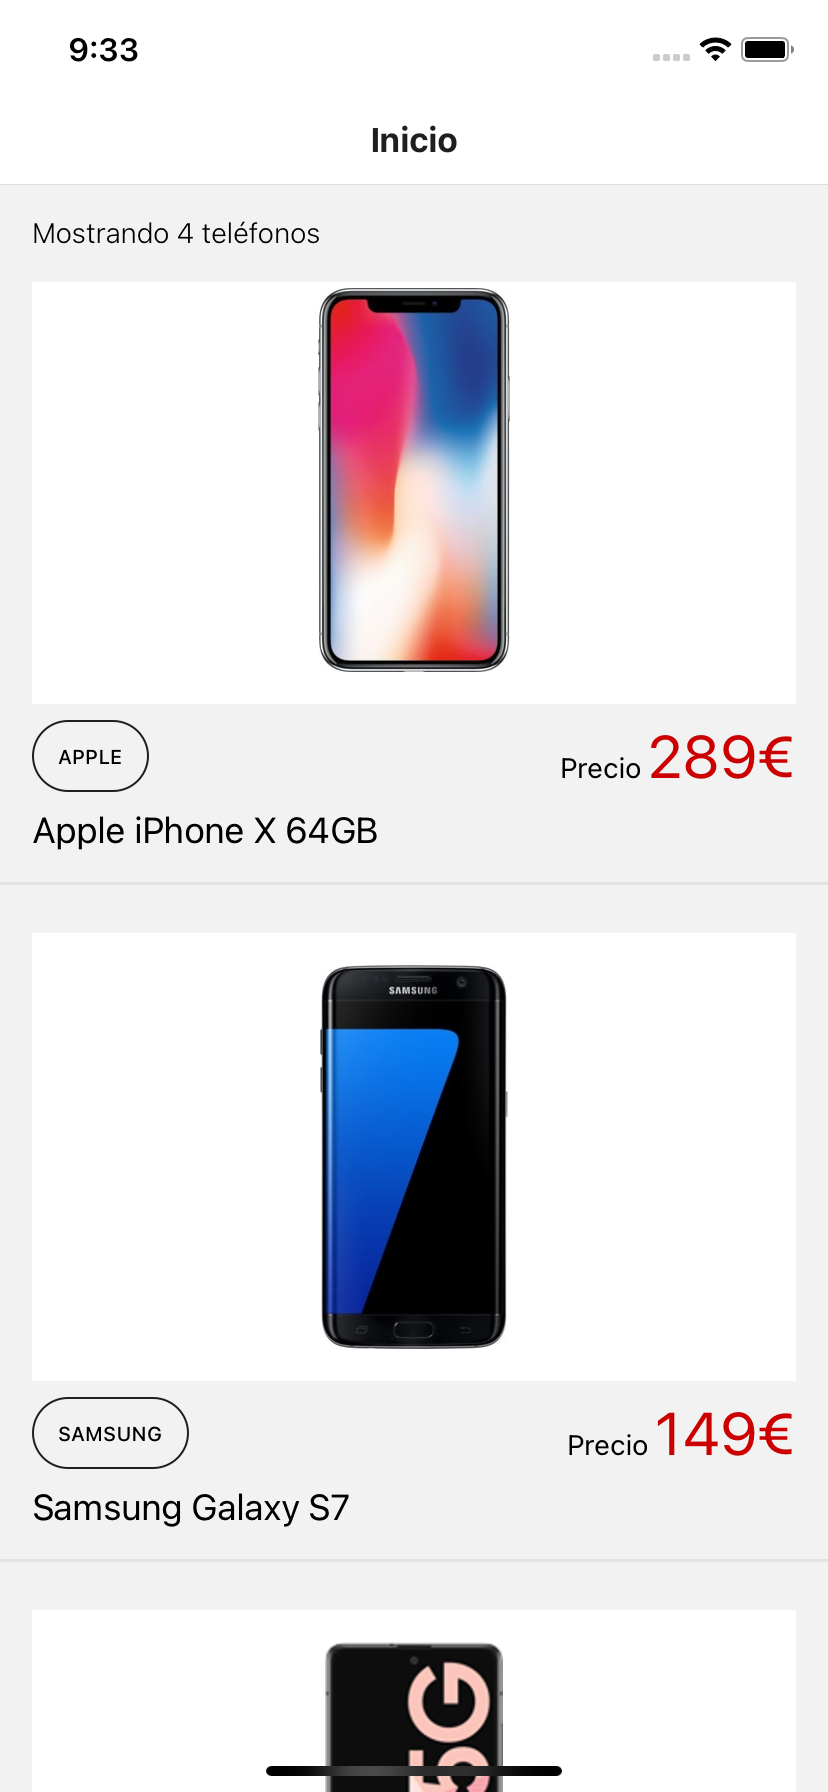 9:33
Inicio
Mostrando 4 teléfonos
APPLE
Precio 289€
Apple iPhone X 64GB
SAMSUNG
SAMSUNG
Precio 149€
Samsung Galaxy S7
5G